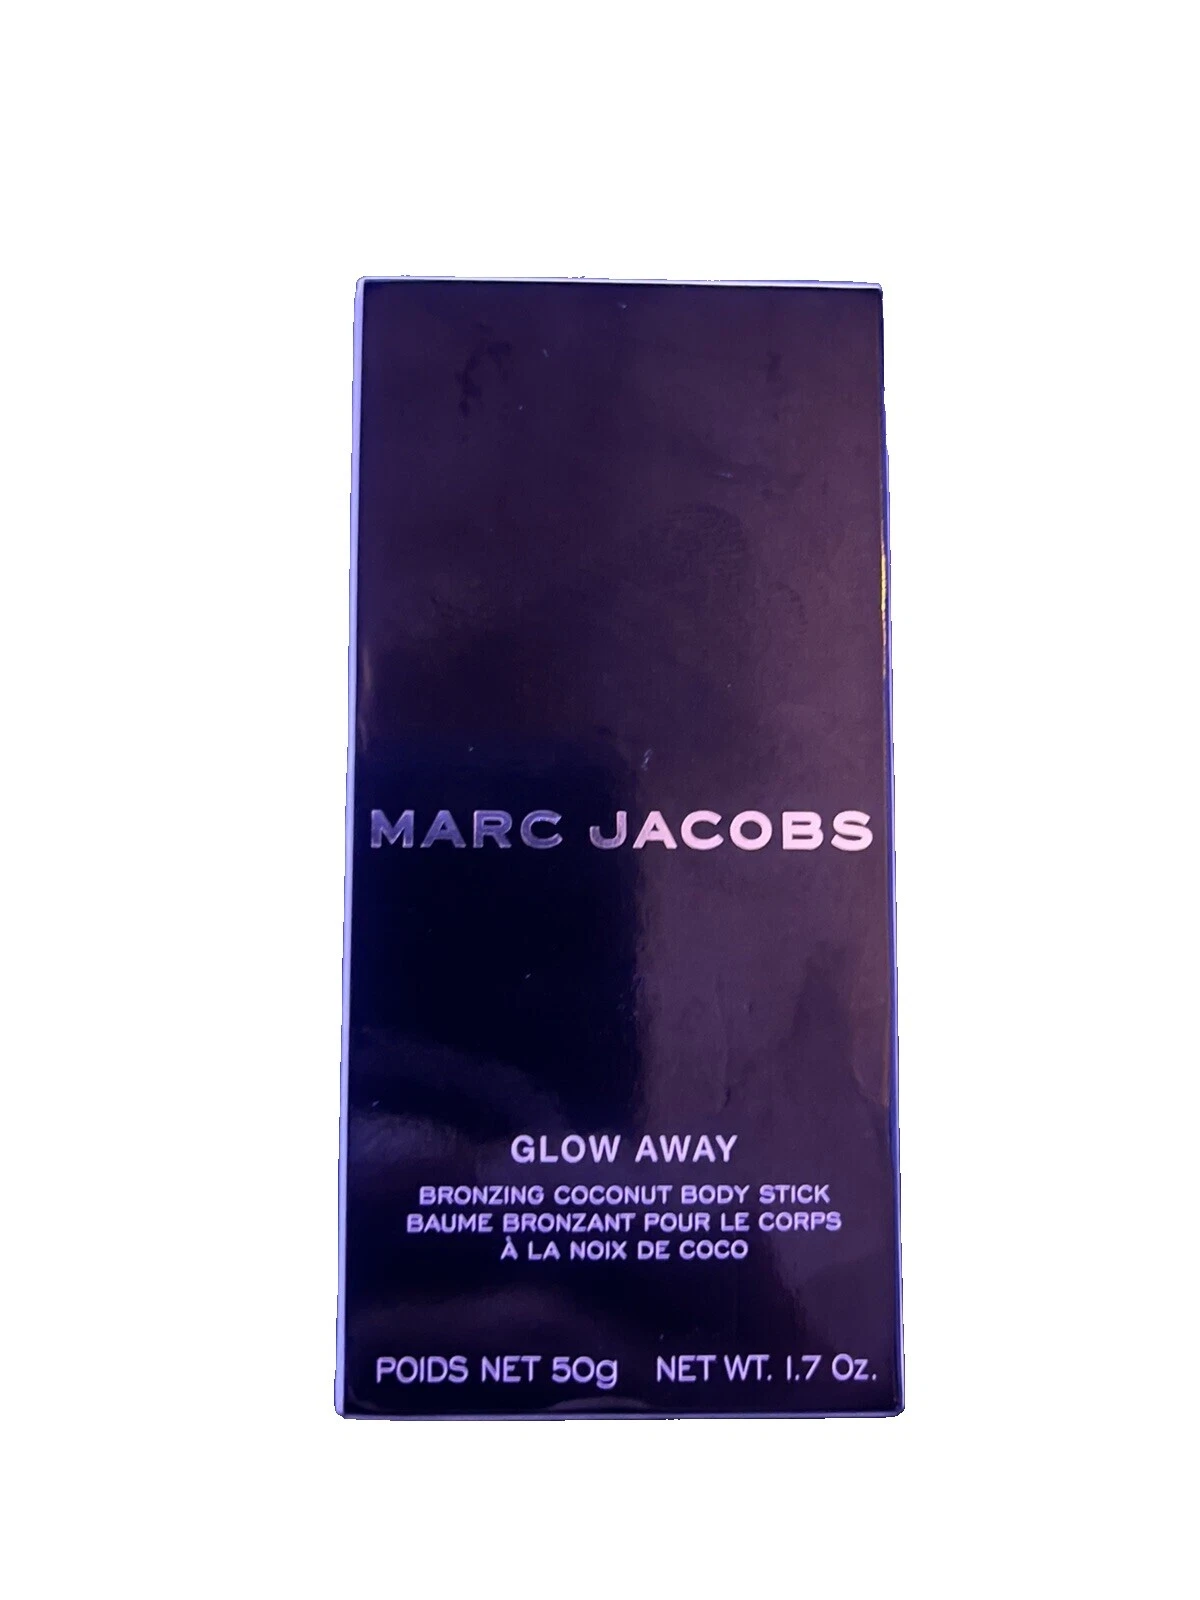 MARC JACOBS
GLOW AWAY
BRONZING COCONUT BODY STICK
BAUME BRONZANT POUR LE CORPS
À LA NOIX DE COCO
POIDS NET 50g NET WT. 1.7 Oz.